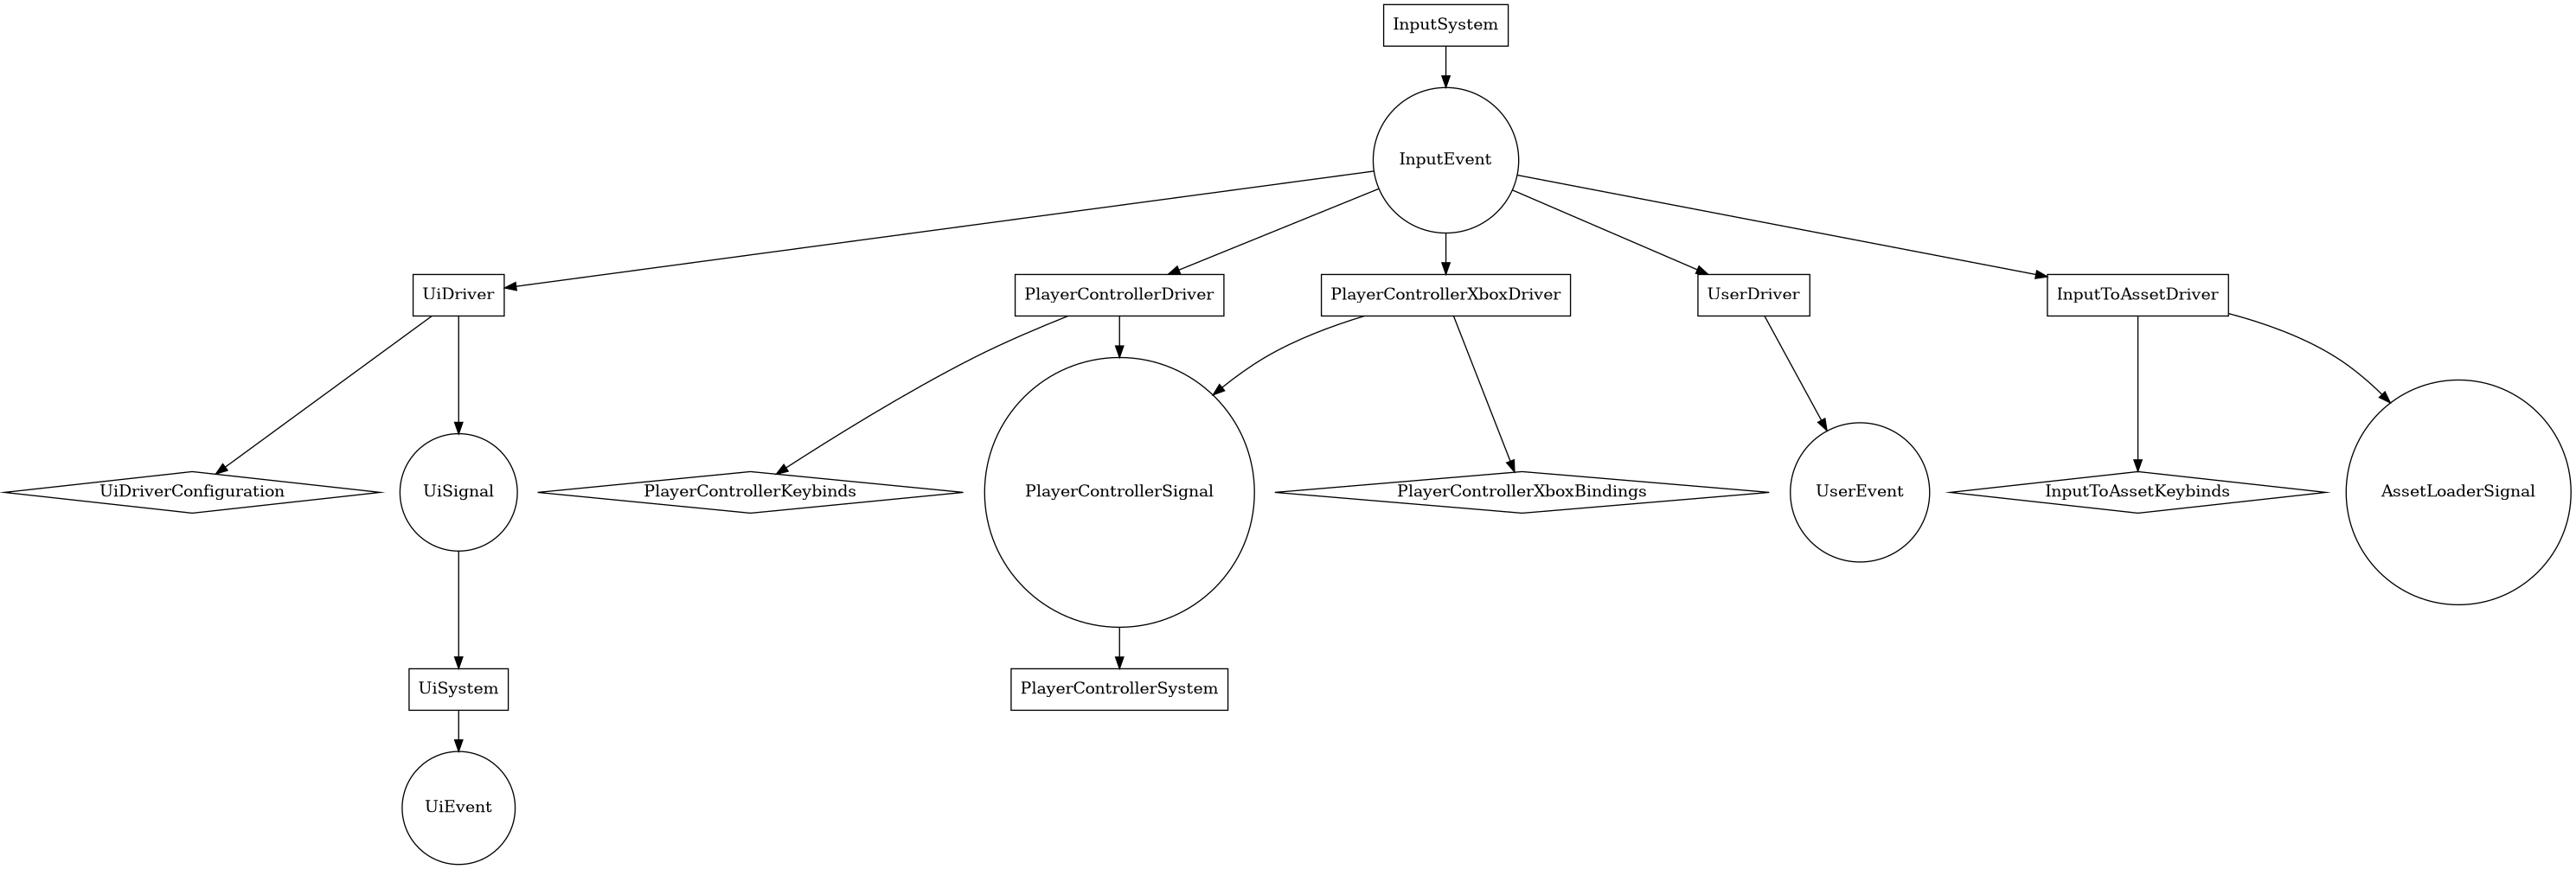 InputSystem
InputEvent
UiDriver
PlayerControllerDriver
PlayerControllerXboxDriver
UserDriver
InputToAssetDriver
UiDriverConfiguration
UiSignal
PlayerControllerKeybinds
PlayerControllerSignal
PlayerControllerXboxBindings
UserEvent
InputToAssetKeybinds
AssetLoaderSignal
UiSystem
PlayerControllerSystem
UiEvent